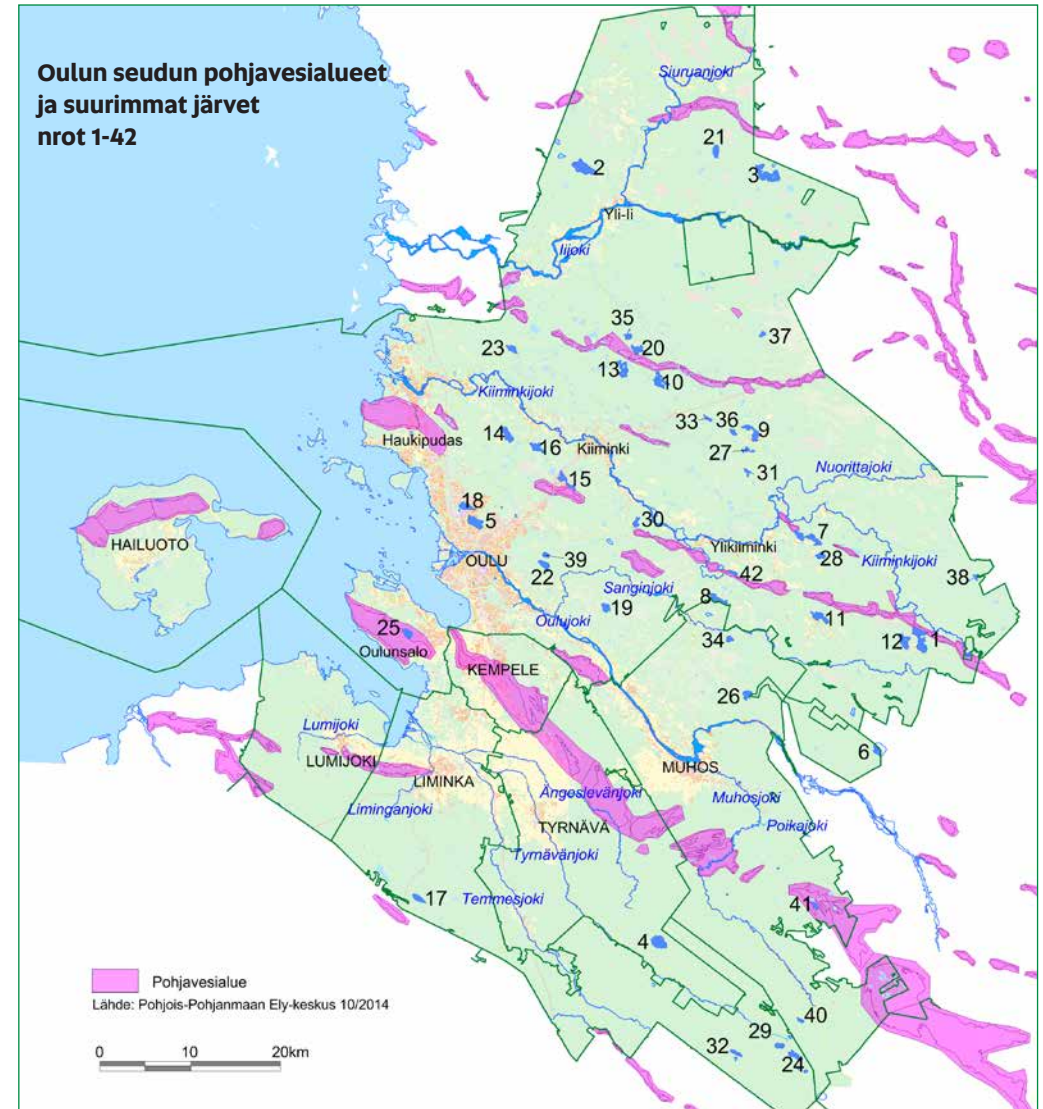 Oulun seudun pohjavesialueet
ja suurimmat järvet
nrot 1-42
Siuruanjoki
21
2
3
Yli-Ii
Iijoki
35
37
23
20
13
10
Kiiminkijoki
33
36
9
14
Haukipudas
16
Kiiminki
27
15
31
Nuorittajoki
18
5
30
7
HAILUOTO
Ylikiiminki
28
OULU
39
Kiiminkijoki
22
42
38
Sanginjoki
8
19
11
Oulujoki
25
34
12
1
Oulunsalo
KEMPELE
26
Lumijoki
6
LUMIJOKI
MUHOS
LIMINKA
Ängeslevänjoki
Muhosjoki
Liminganjoki
TYRNÄVÄ
Poikajoki
Tyrnävänjoki
17
Temmesjoki
41
4
Pohjavesialue
Lähde: Pohjois-Pohjanmaan Ely-keskus 10/2014
40
29
0 10 20km
32
24